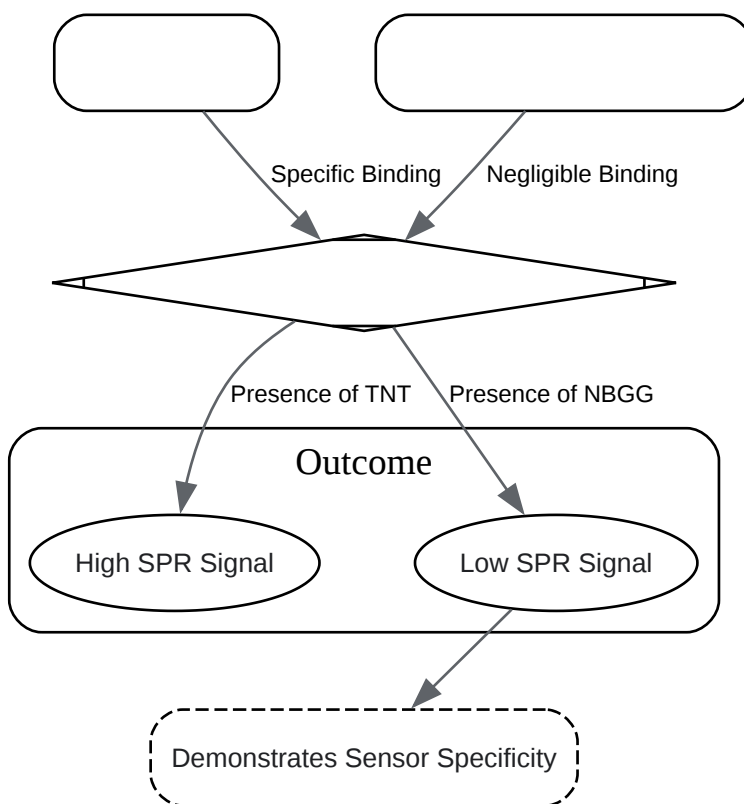 Specific Binding
Negligible Binding
Presence of TNT
Presence of NBGG
Outcome
High SPR Signal
Low SPR Signal
Demonstrates Sensor Specificity